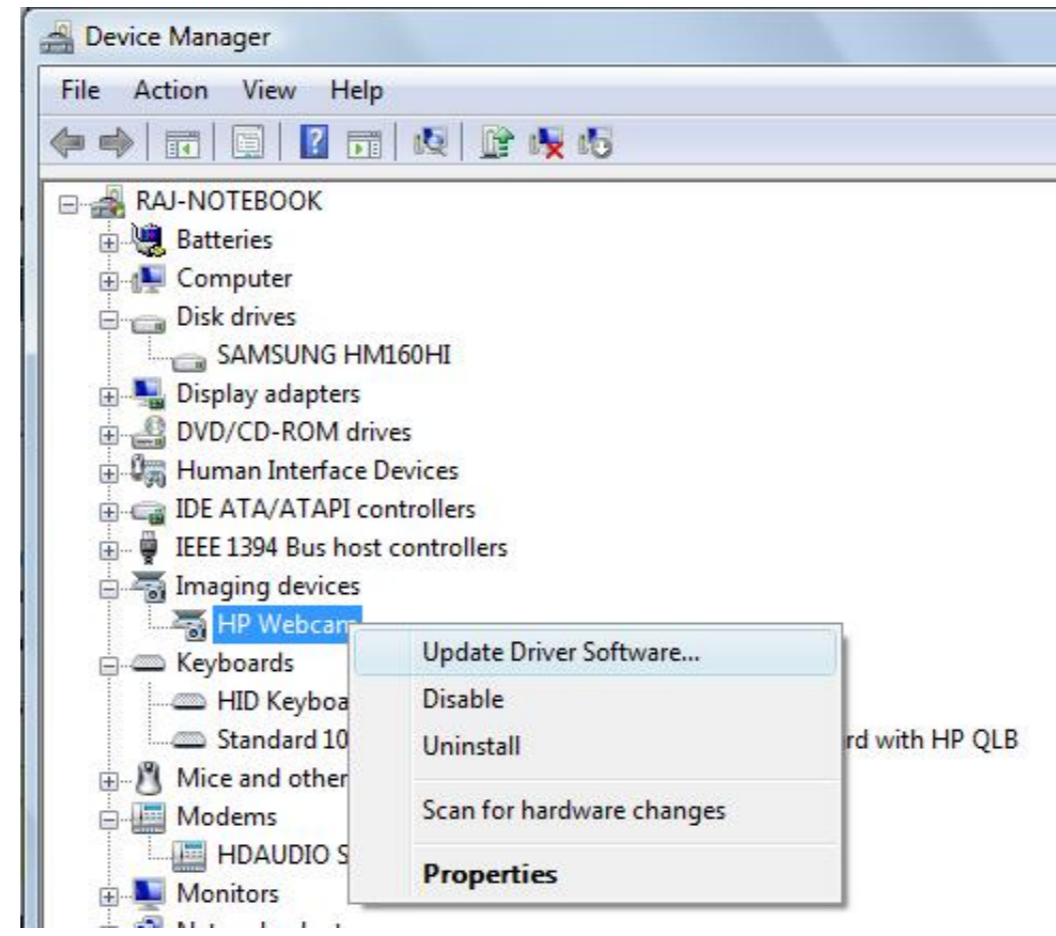 Device Manager
File Action View Help
RAJ-NOTEBOOK
Batteries
Computer
Disk drives
SAMSUNG HM160HI
Display adapters
DVD/CD-ROM drives
Human Interface Devices
IDE ATA/ATAPI controllers
IEEE 1394 Bus host controllers
Imaging devices
HP Webcam
Update Driver Software...
Keyboards
HID Keyboa
Disable
Standard 10
Uninstall
rd with HP QLB
Mice and other
Scan for hardware changes
Modems
HDAUDIO S
Properties
Monitors